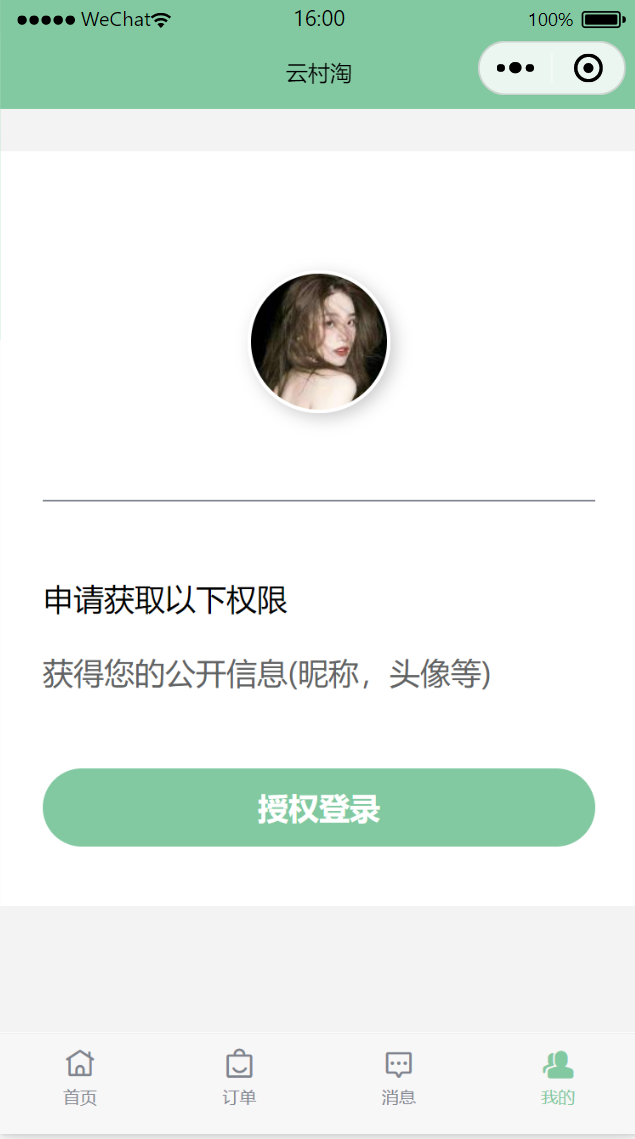 WeChat 16:00 100%
云村淘
申请获取以下权限
获得您的公开信息(昵称，头像等)
授权登录
首页 订单 消息 我的